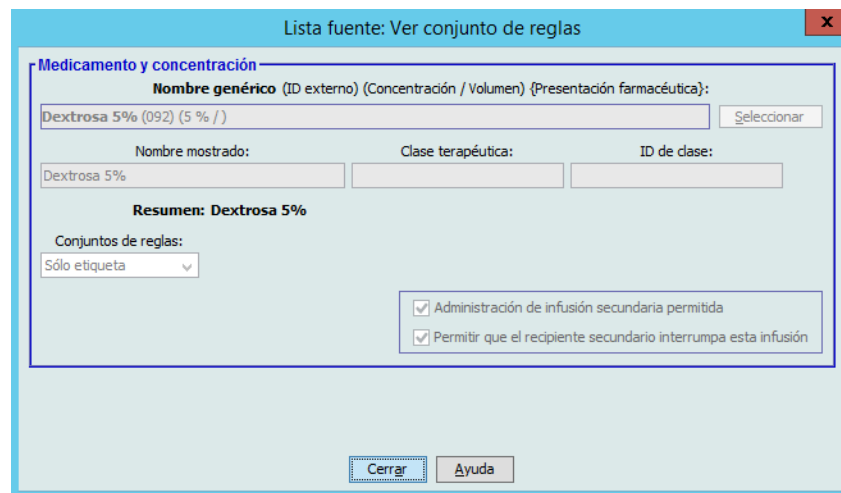 Lista fuente: Ver conjunto de reglas
x
Medicamento y concentración
Nombre genérico (ID externo) (Concentración / Volumen) {Presentación farmacéutica}:
Dextrosa 5% (092) (5 % / )
Seleccionar
Nombre mostrado: Clase terapéutica: ID de clase:
Dextrosa 5%
Resumen: Dextrosa 5%
Conjuntos de reglas:
Sólo etiqueta
Administración de infusión secundaria permitida
Permitir que el recipiente secundario interrumpa esta infusión
Cerrar Ayuda